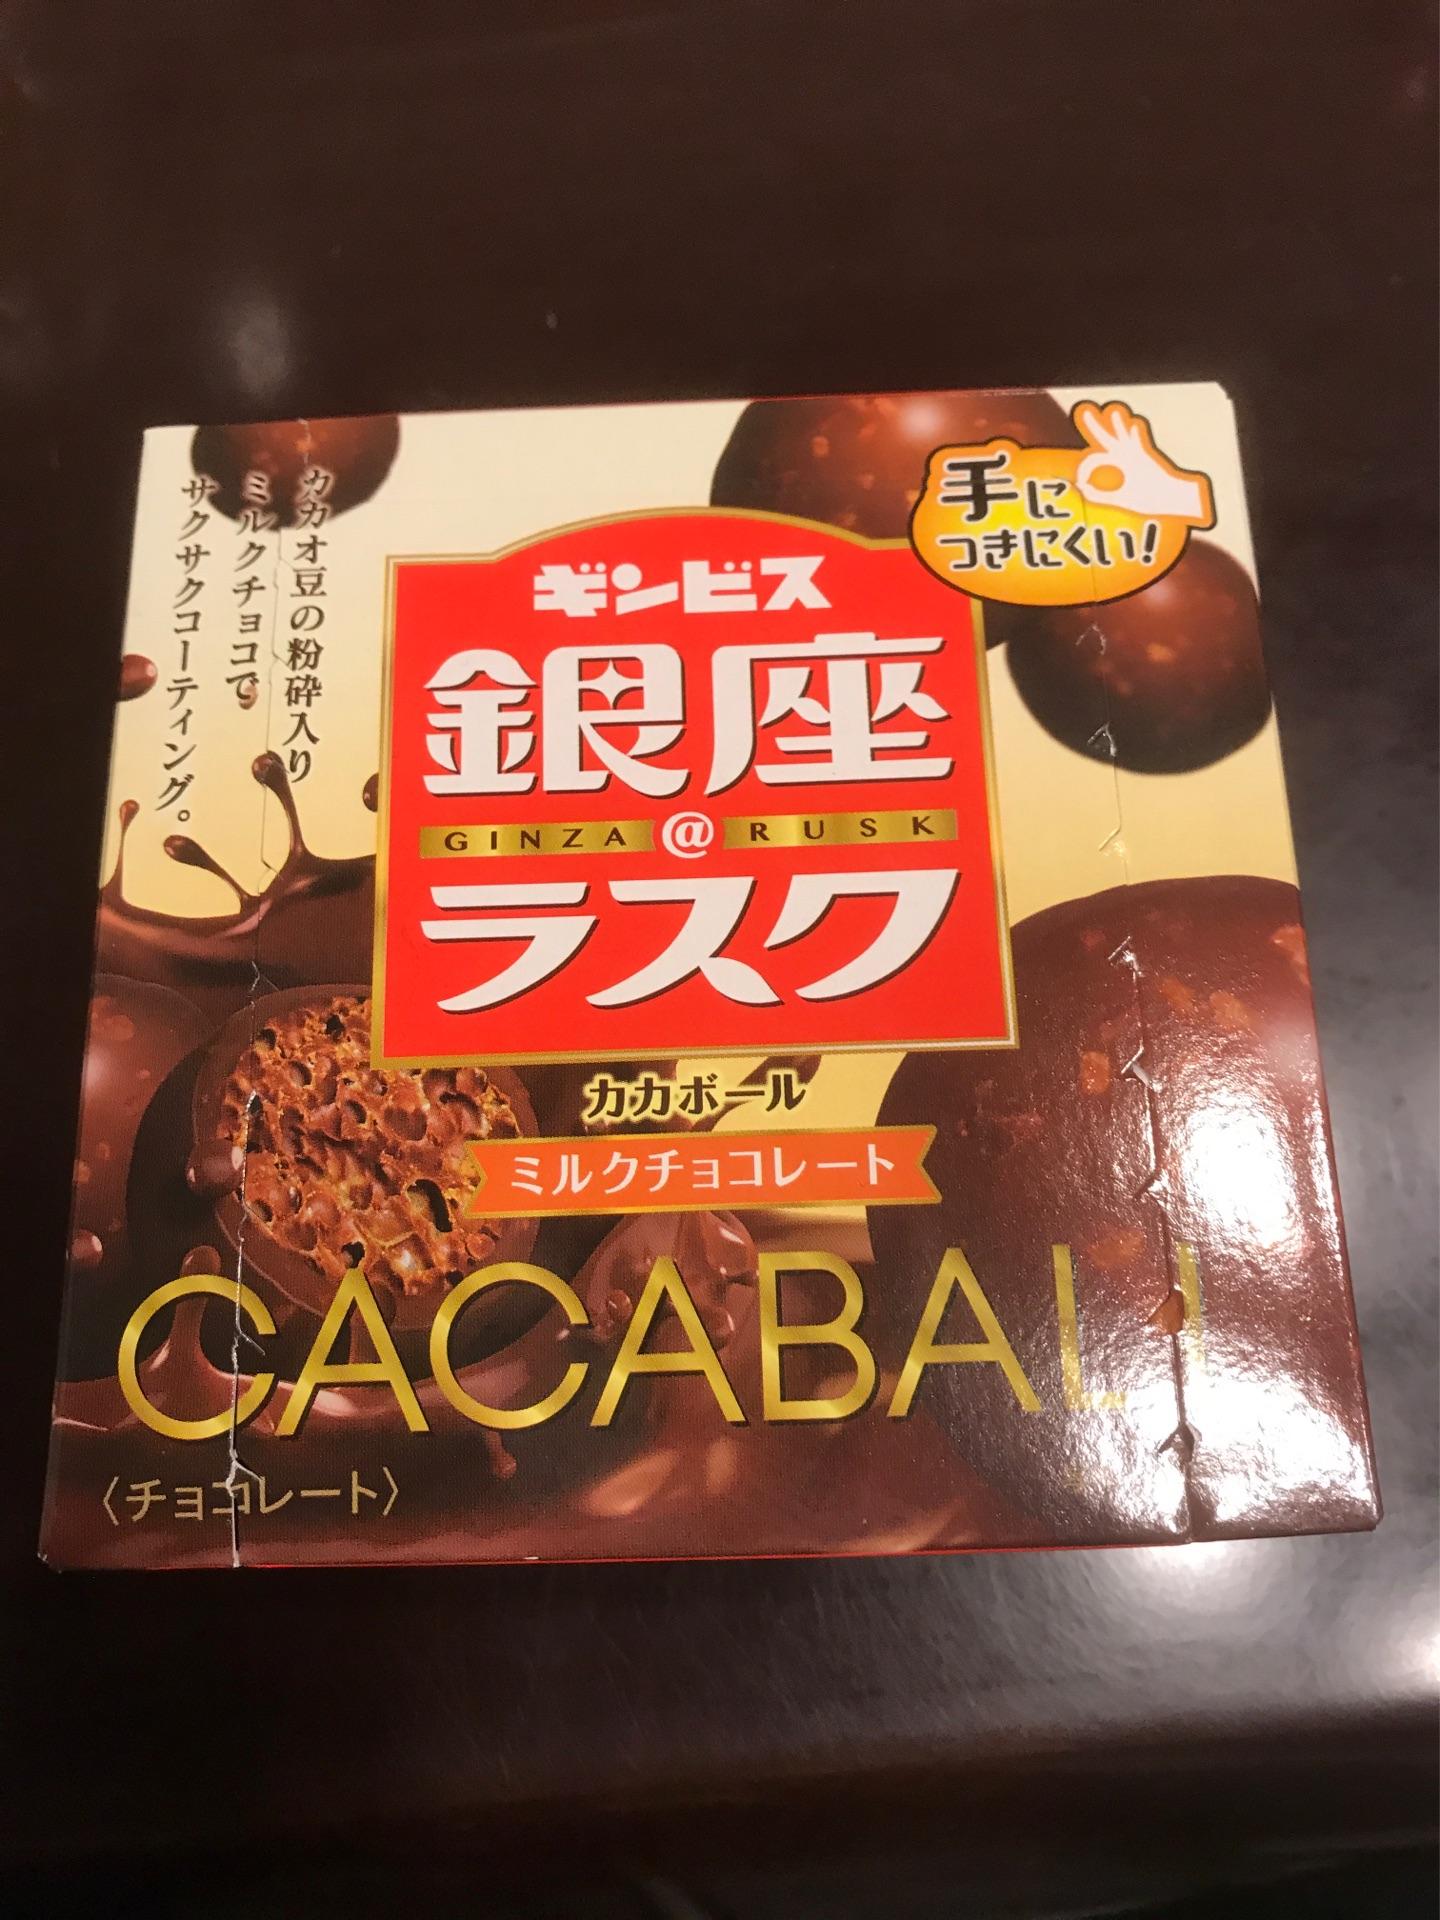 カカオ豆の粉砕入り
ミルクチョコで
サクサクコーティング。
手に
つきにくい!
ギンビス
銀座
GINZA @ RUSK
ラスク
カカボール
ミルクチョコレート
CACABALL
〈チョコレート〉